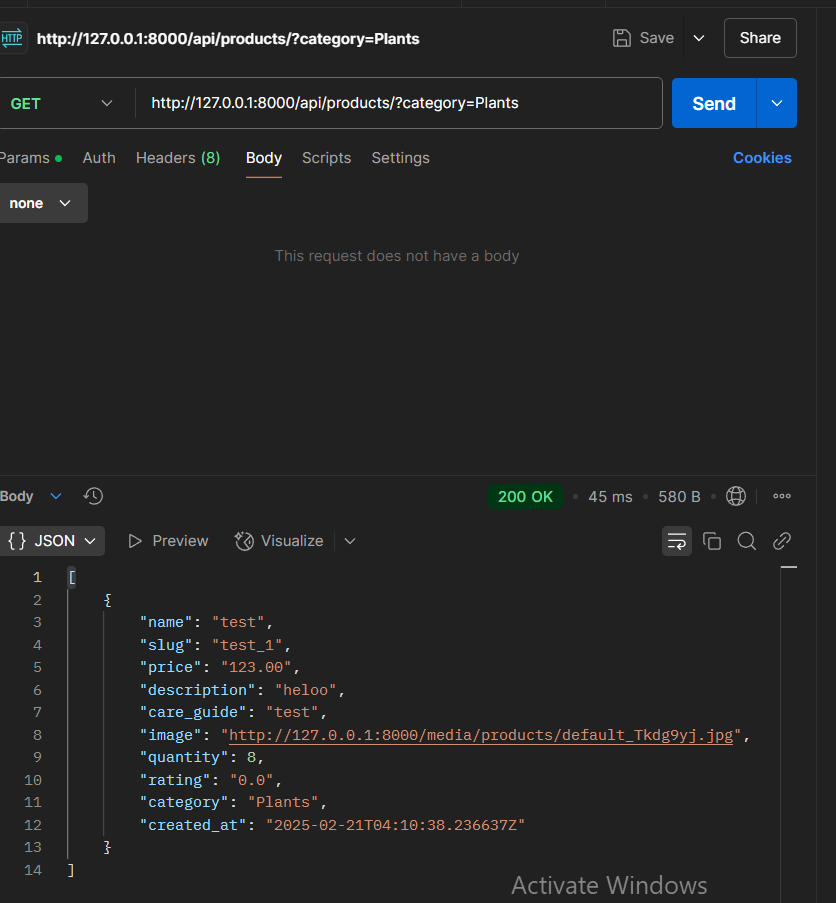 HTTP http://127.0.0.1:8000/api/products/?category=Plants Save Share
GET http://127.0.0.1:8000/api/products/?category=Plants Send
Params Auth Headers (8) Body Scripts Settings Cookies
none
This request does not have a body
Body 200 OK 45 ms 580 B
{} JSON Preview Visualize
1 [
2 {
3 "name": "test",
4 "slug": "test_1",
5 "price": "123.00",
6 "description": "heloo",
7 "care_guide": "test",
8 "image": "http://127.0.0.1:8000/media/products/default_Tkdg9yj.jpg",
9 "quantity": 8,
10 "rating": "0.0",
11 "category": "Plants",
12 "created_at": "2025-02-21T04:10:38.236637Z"
13 }
14 ]
Activate Windows